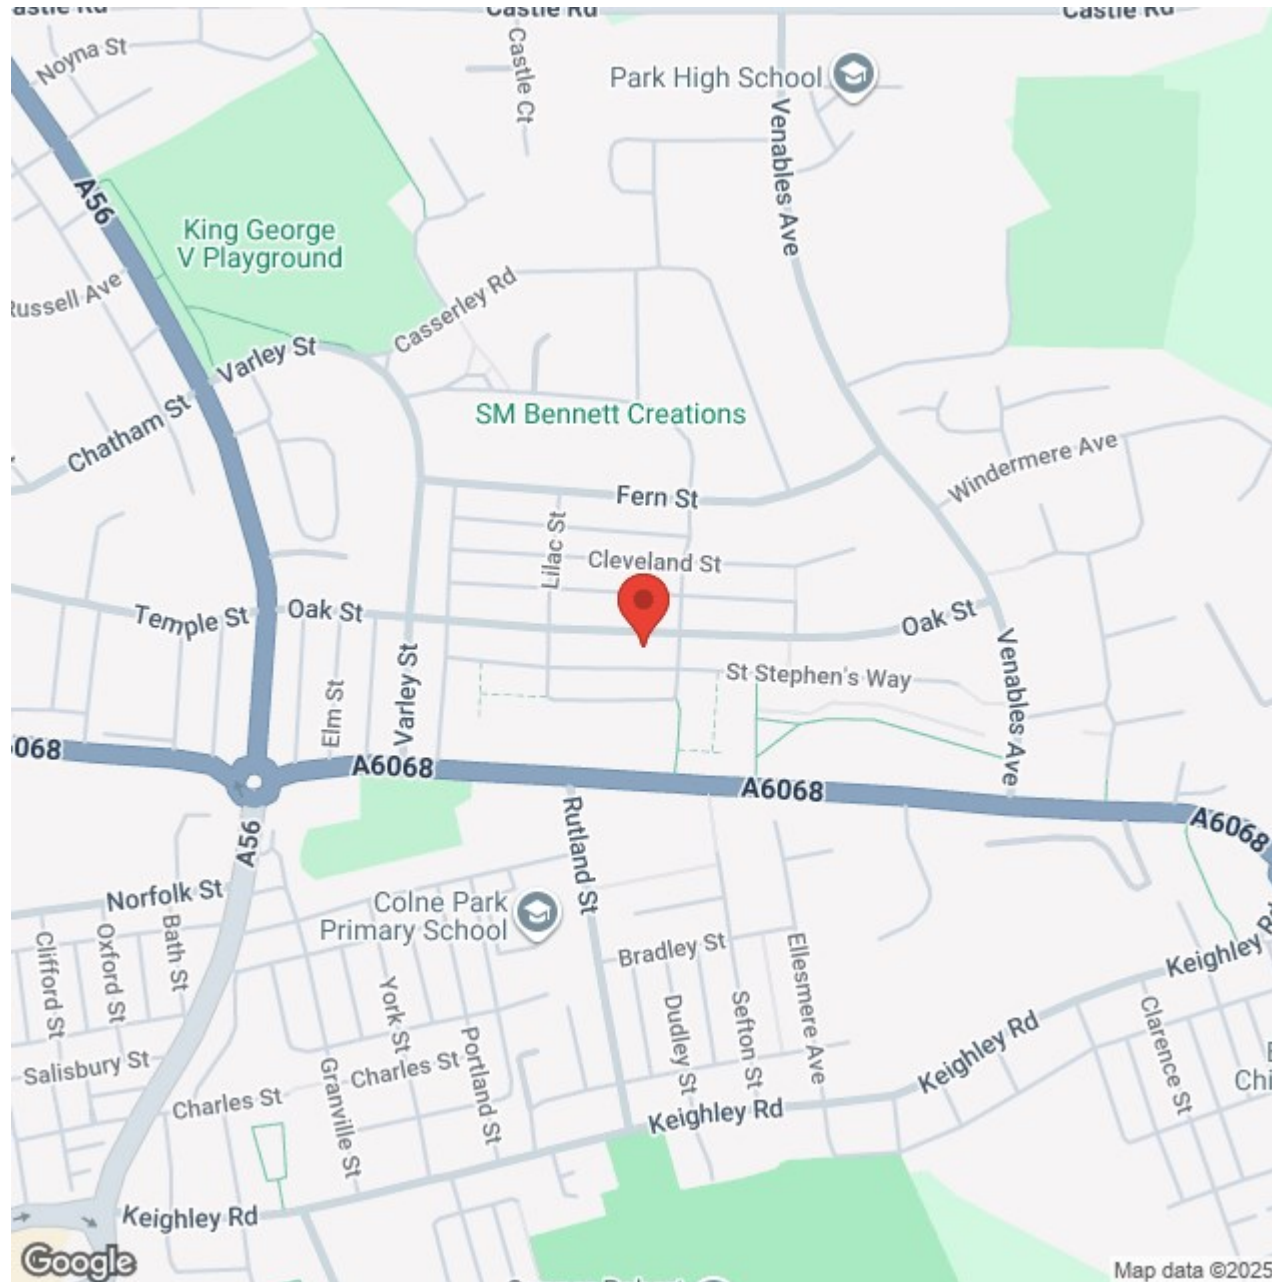 Castle Rd
Castle Rd
Noyna St
Castle Ct
Park High School
Venables Ave
A56
King George
V Playground
Russell Ave
Casserley Rd
Varley St
Chatham St
SM Bennett Creations
Windermere Ave
Fern St
Lilac St
Cleveland St
Temple St
Oak St
Oak St
Varley St
Elm St
St Stephen's Way
Venables Ave
A6068
A6068
A6068
A56
Rutland St
Norfolk St
Colne Park
Primary School
Clifford St
Oxford St
Bath St
Bradley St
Ellesmere Ave
Keighley Rd
York St
Dudley St
Sefton St
Portland St
Keighley Rd
Clarence St
Salisbury St
Charles St
Granville St
Charles St
Keighley Rd
Keighley Rd
Google
Map data ©2025